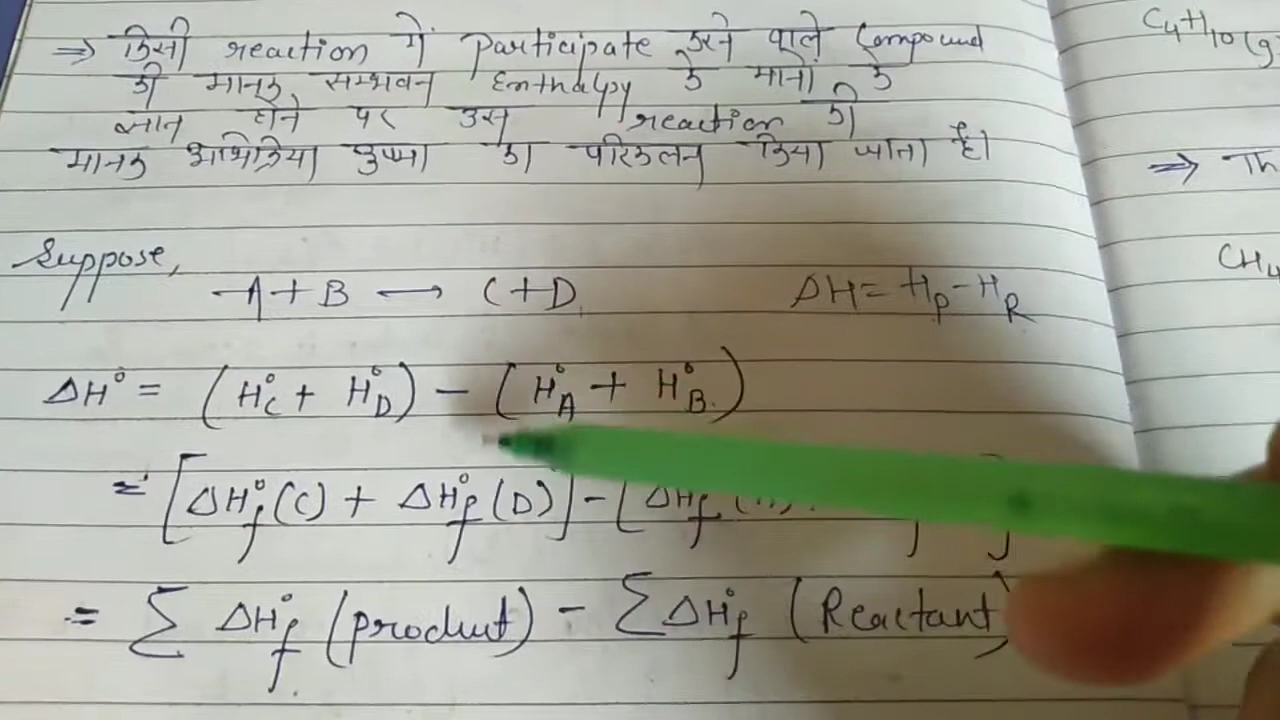 ⇒ किसी reaction में participate करने वाले Compound
की मानक सम्भवन Enthalpy के मानों के
ज्ञात होने पर उस reaction की
मानक अभिक्रिया ऊष्मा का परिकलन किया जाता है।
Suppose,
A + B ⟶ C + D
ΔH = H_P - H_R
ΔH° = (H°_C + H°_D) - (H°_A + H°_B)
= [ΔH°_f (C) + ΔH°_f (D)] - [ΔH_f
= Σ ΔH°_f (product) - Σ ΔH°_f (Reactant)
C₄H₁₀(g
⇒ Th
CH₄